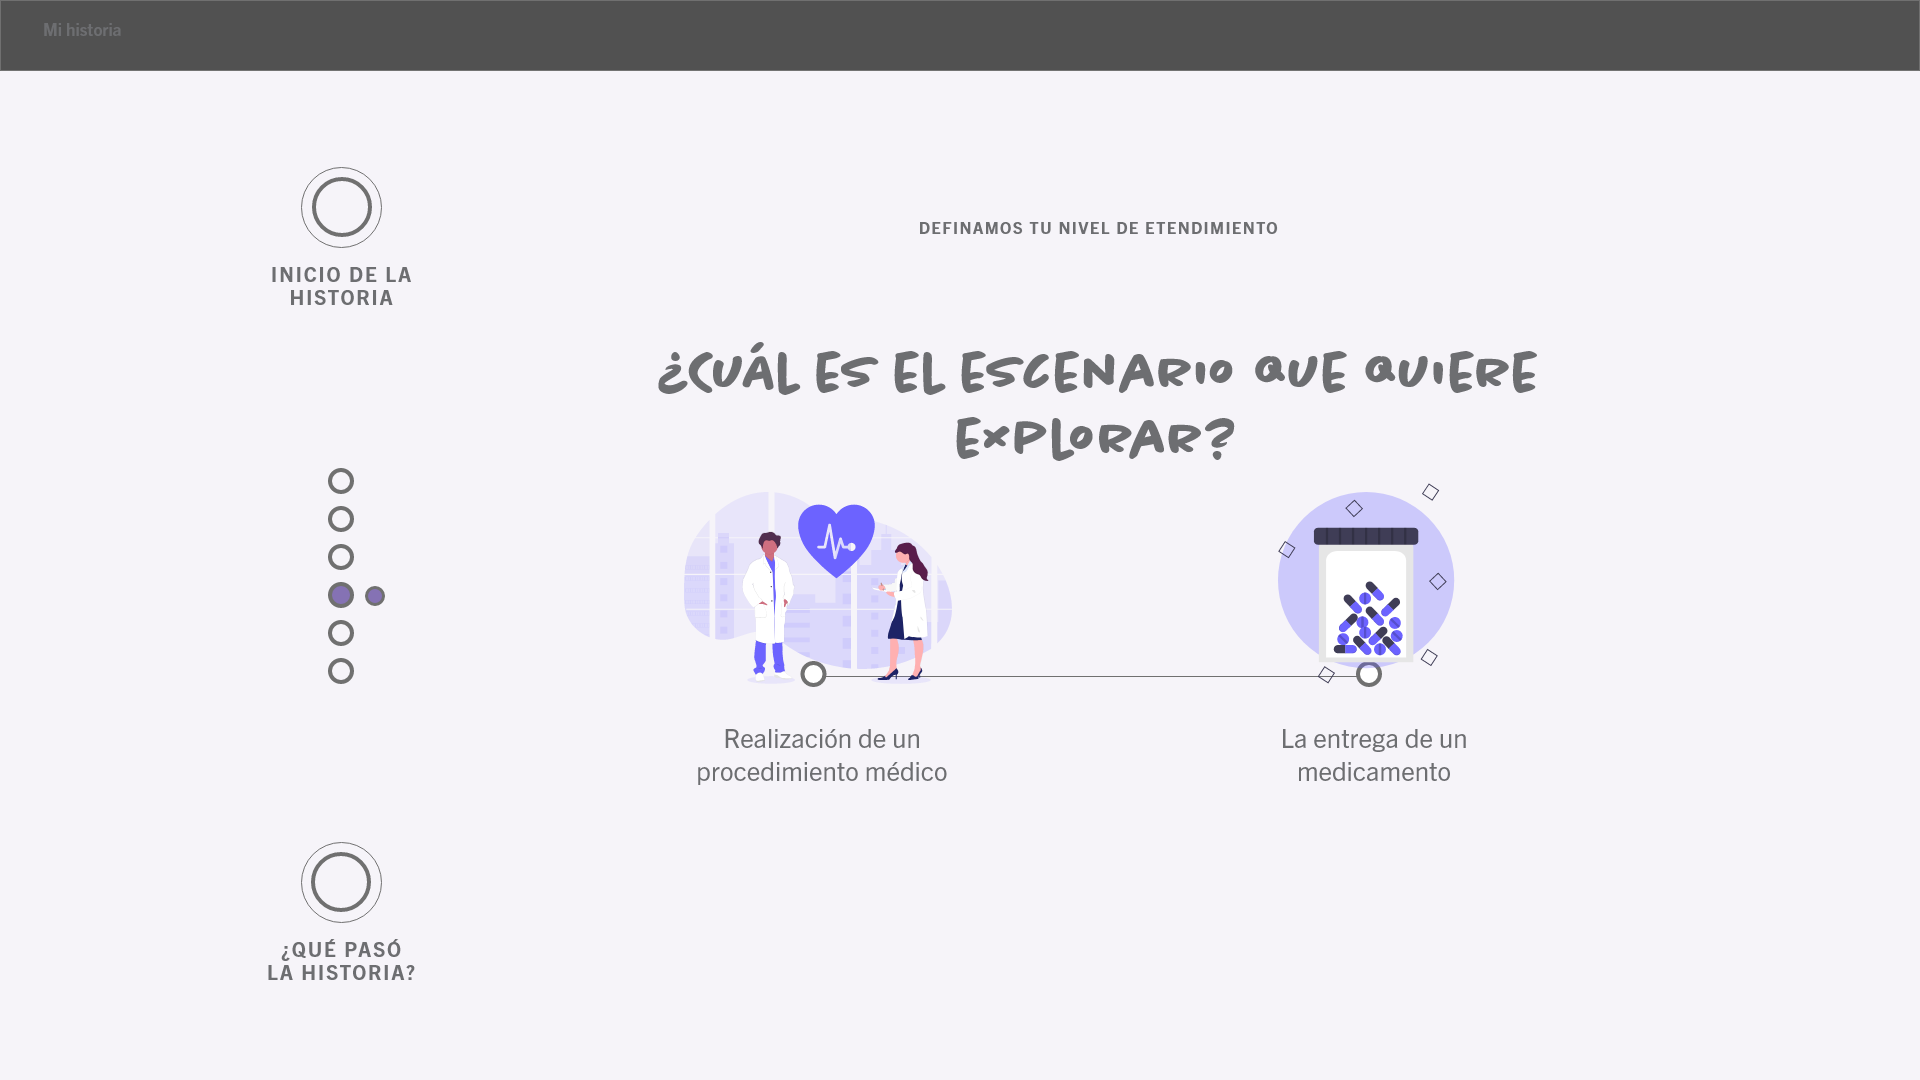 Mi historia
INICIO DE LA
HISTORIA
DEFINAMOS TU NIVEL DE ETENDIMIENTO
¿CUÁL ES EL ESCENARIO QUE QUIERE
EXPLORAR?
Realización de un
procedimiento médico
La entrega de un
medicamento
¿QUÉ PASÓ
LA HISTORIA?